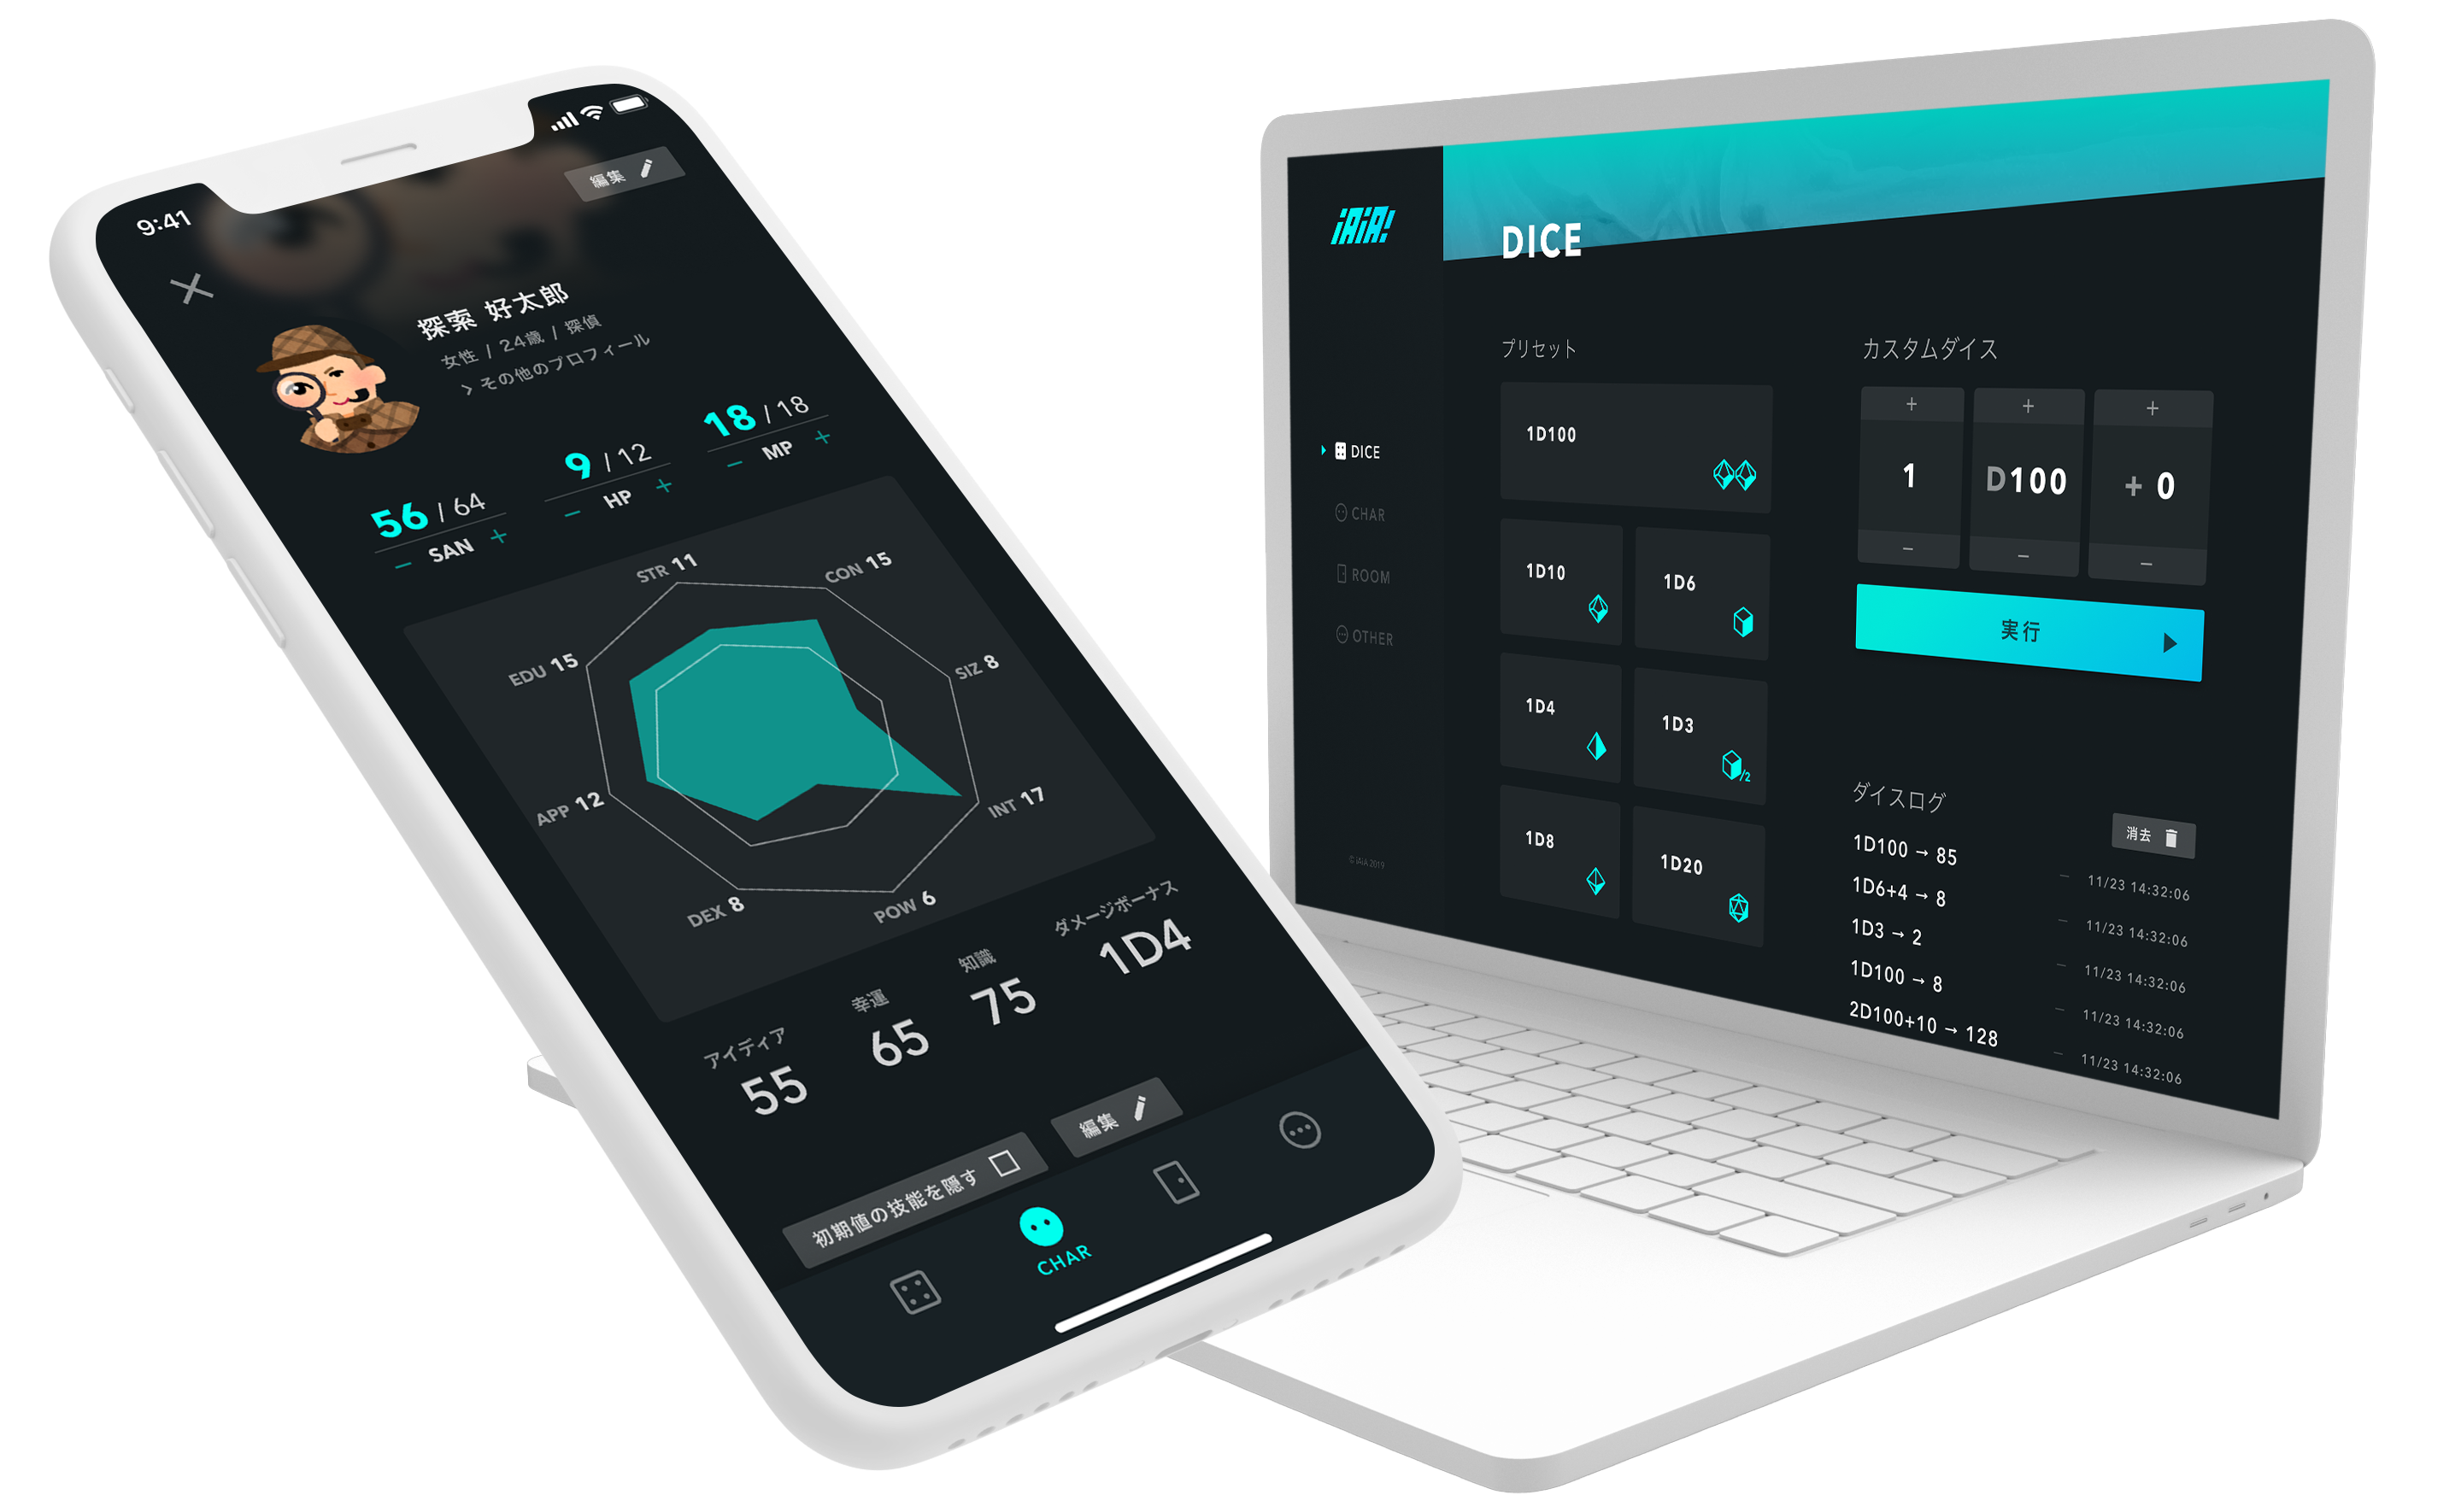 9:41
編集
探索 好太郎
女性 / 24歳 / 探偵
> その他のプロフィール
56 / 64
− SAN +
9 / 12
− HP +
18 / 18
− MP +
STR 11
CON 15
SIZ 8
INT 17
POW 6
DEX 8
APP 12
EDU 15
アイディア
55
幸運
65
知識
75
ダメージボーナス
1D4
初期値の技能を隠す
編集
CHAR
iAiA!
DICE
CHAR
ROOM
OTHER
© iAiA 2019
DICE
プリセット
1D100
1D10
1D6
1D4
1D3
/2
1D8
1D20
カスタムダイス
+ + +
1 D100 + 0
− − −
実行
ダイスログ
消去
1D100 → 85
— 11/23 14:32:06
1D6+4 → 8
— 11/23 14:32:06
1D3 → 2
— 11/23 14:32:06
1D100 → 8
— 11/23 14:32:06
2D100+10 → 128
— 11/23 14:32:06